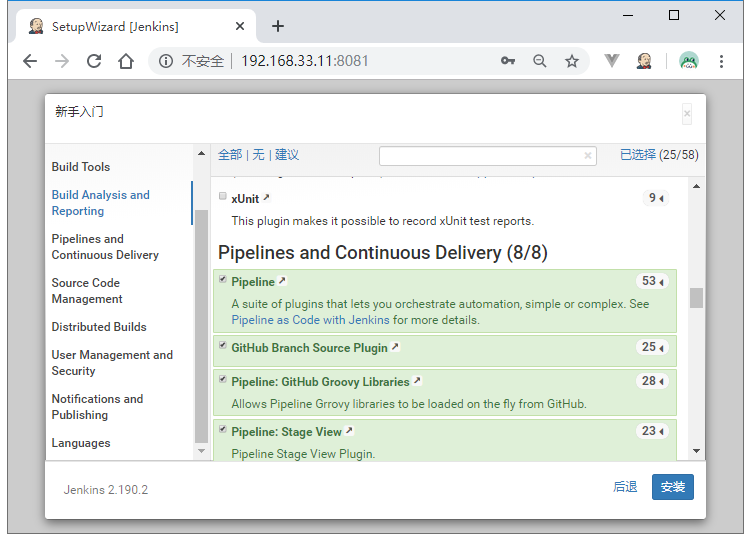 SetupWizard [Jenkins]
不安全 192.168.33.11:8081
新手入门
全部 | 无 | 建议
已选择 (25/58)
Build Tools
Build Analysis and
Reporting
Pipelines and
Continuous Delivery
Source Code
Management
Distributed Builds
User Management and
Security
Notifications and
Publishing
Languages
xUnit 9
This plugin makes it possible to record xUnit test reports.
Pipelines and Continuous Delivery (8/8)
Pipeline 53
A suite of plugins that lets you orchestrate automation, simple or complex. See
Pipeline as Code with Jenkins for more details.
GitHub Branch Source Plugin 25
Pipeline: GitHub Groovy Libraries 28
Allows Pipeline Grrovy libraries to be loaded on the fly from GitHub.
Pipeline: Stage View 23
Pipeline Stage View Plugin.
Jenkins 2.190.2
后退 安装